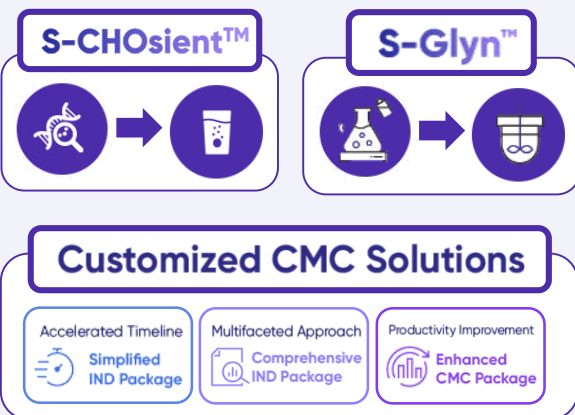 S-CHOsient™
S-Glyn™
Customized CMC Solutions
Accelerated Timeline
Simplified
IND Package
Multifaceted Approach
Comprehensive
IND Package
Productivity Improvement
Enhanced
CMC Package